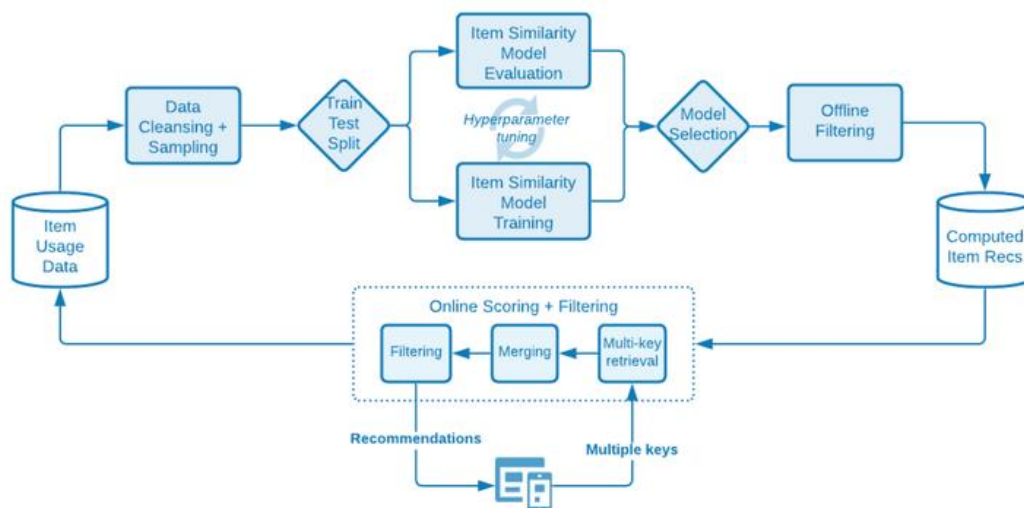 Item Similarity
Model
Evaluation
Data
Cleansing +
Sampling
Train
Test
Split
Hyperparameter
tuning
Model
Selection
Offline
Filtering
Item Similarity
Model
Training
Item
Usage
Data
Computed
Item Recs
Online Scoring + Filtering
Filtering
Merging
Multi-key
retrieval
Recommendations
Multiple keys